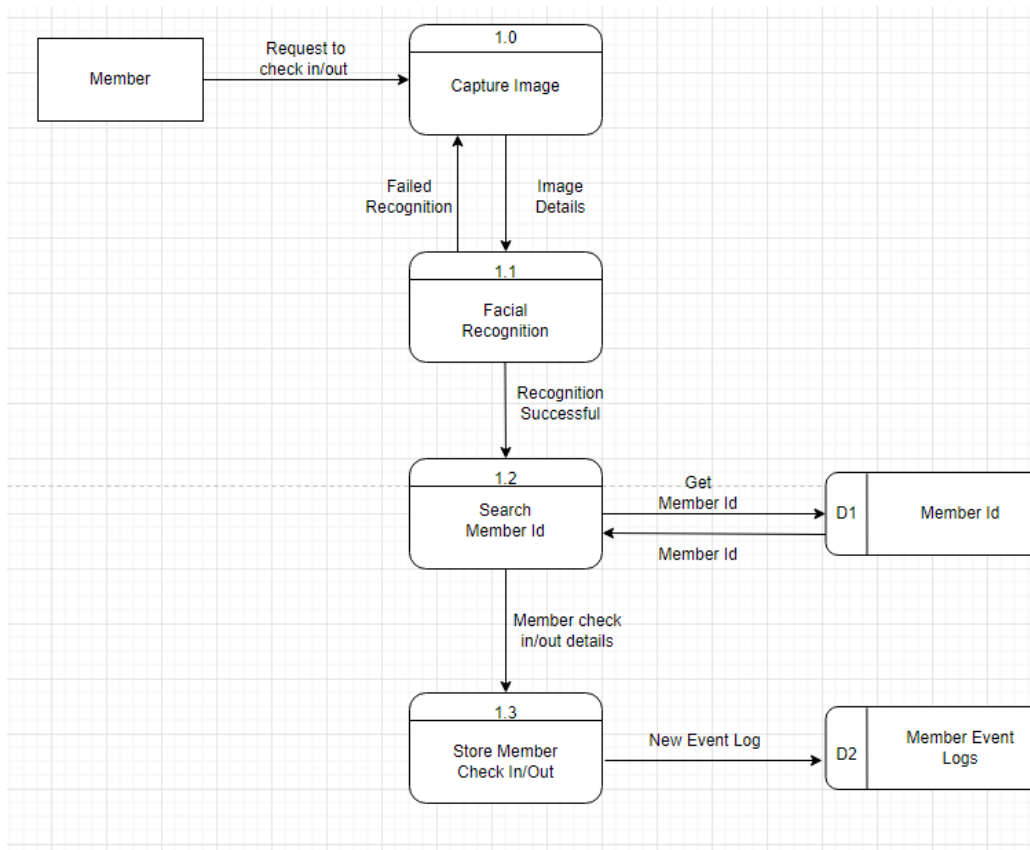 1.0
Member
Request to
check in/out
Capture Image
Failed
Recognition
Image
Details
1.1
Facial
Recognition
Recognition
Successful
1.2
Search
Member Id
Get
Member Id
D1
Member Id
Member Id
Member check
in/out details
1.3
Store Member
Check In/Out
New Event Log
D2
Member Event
Logs